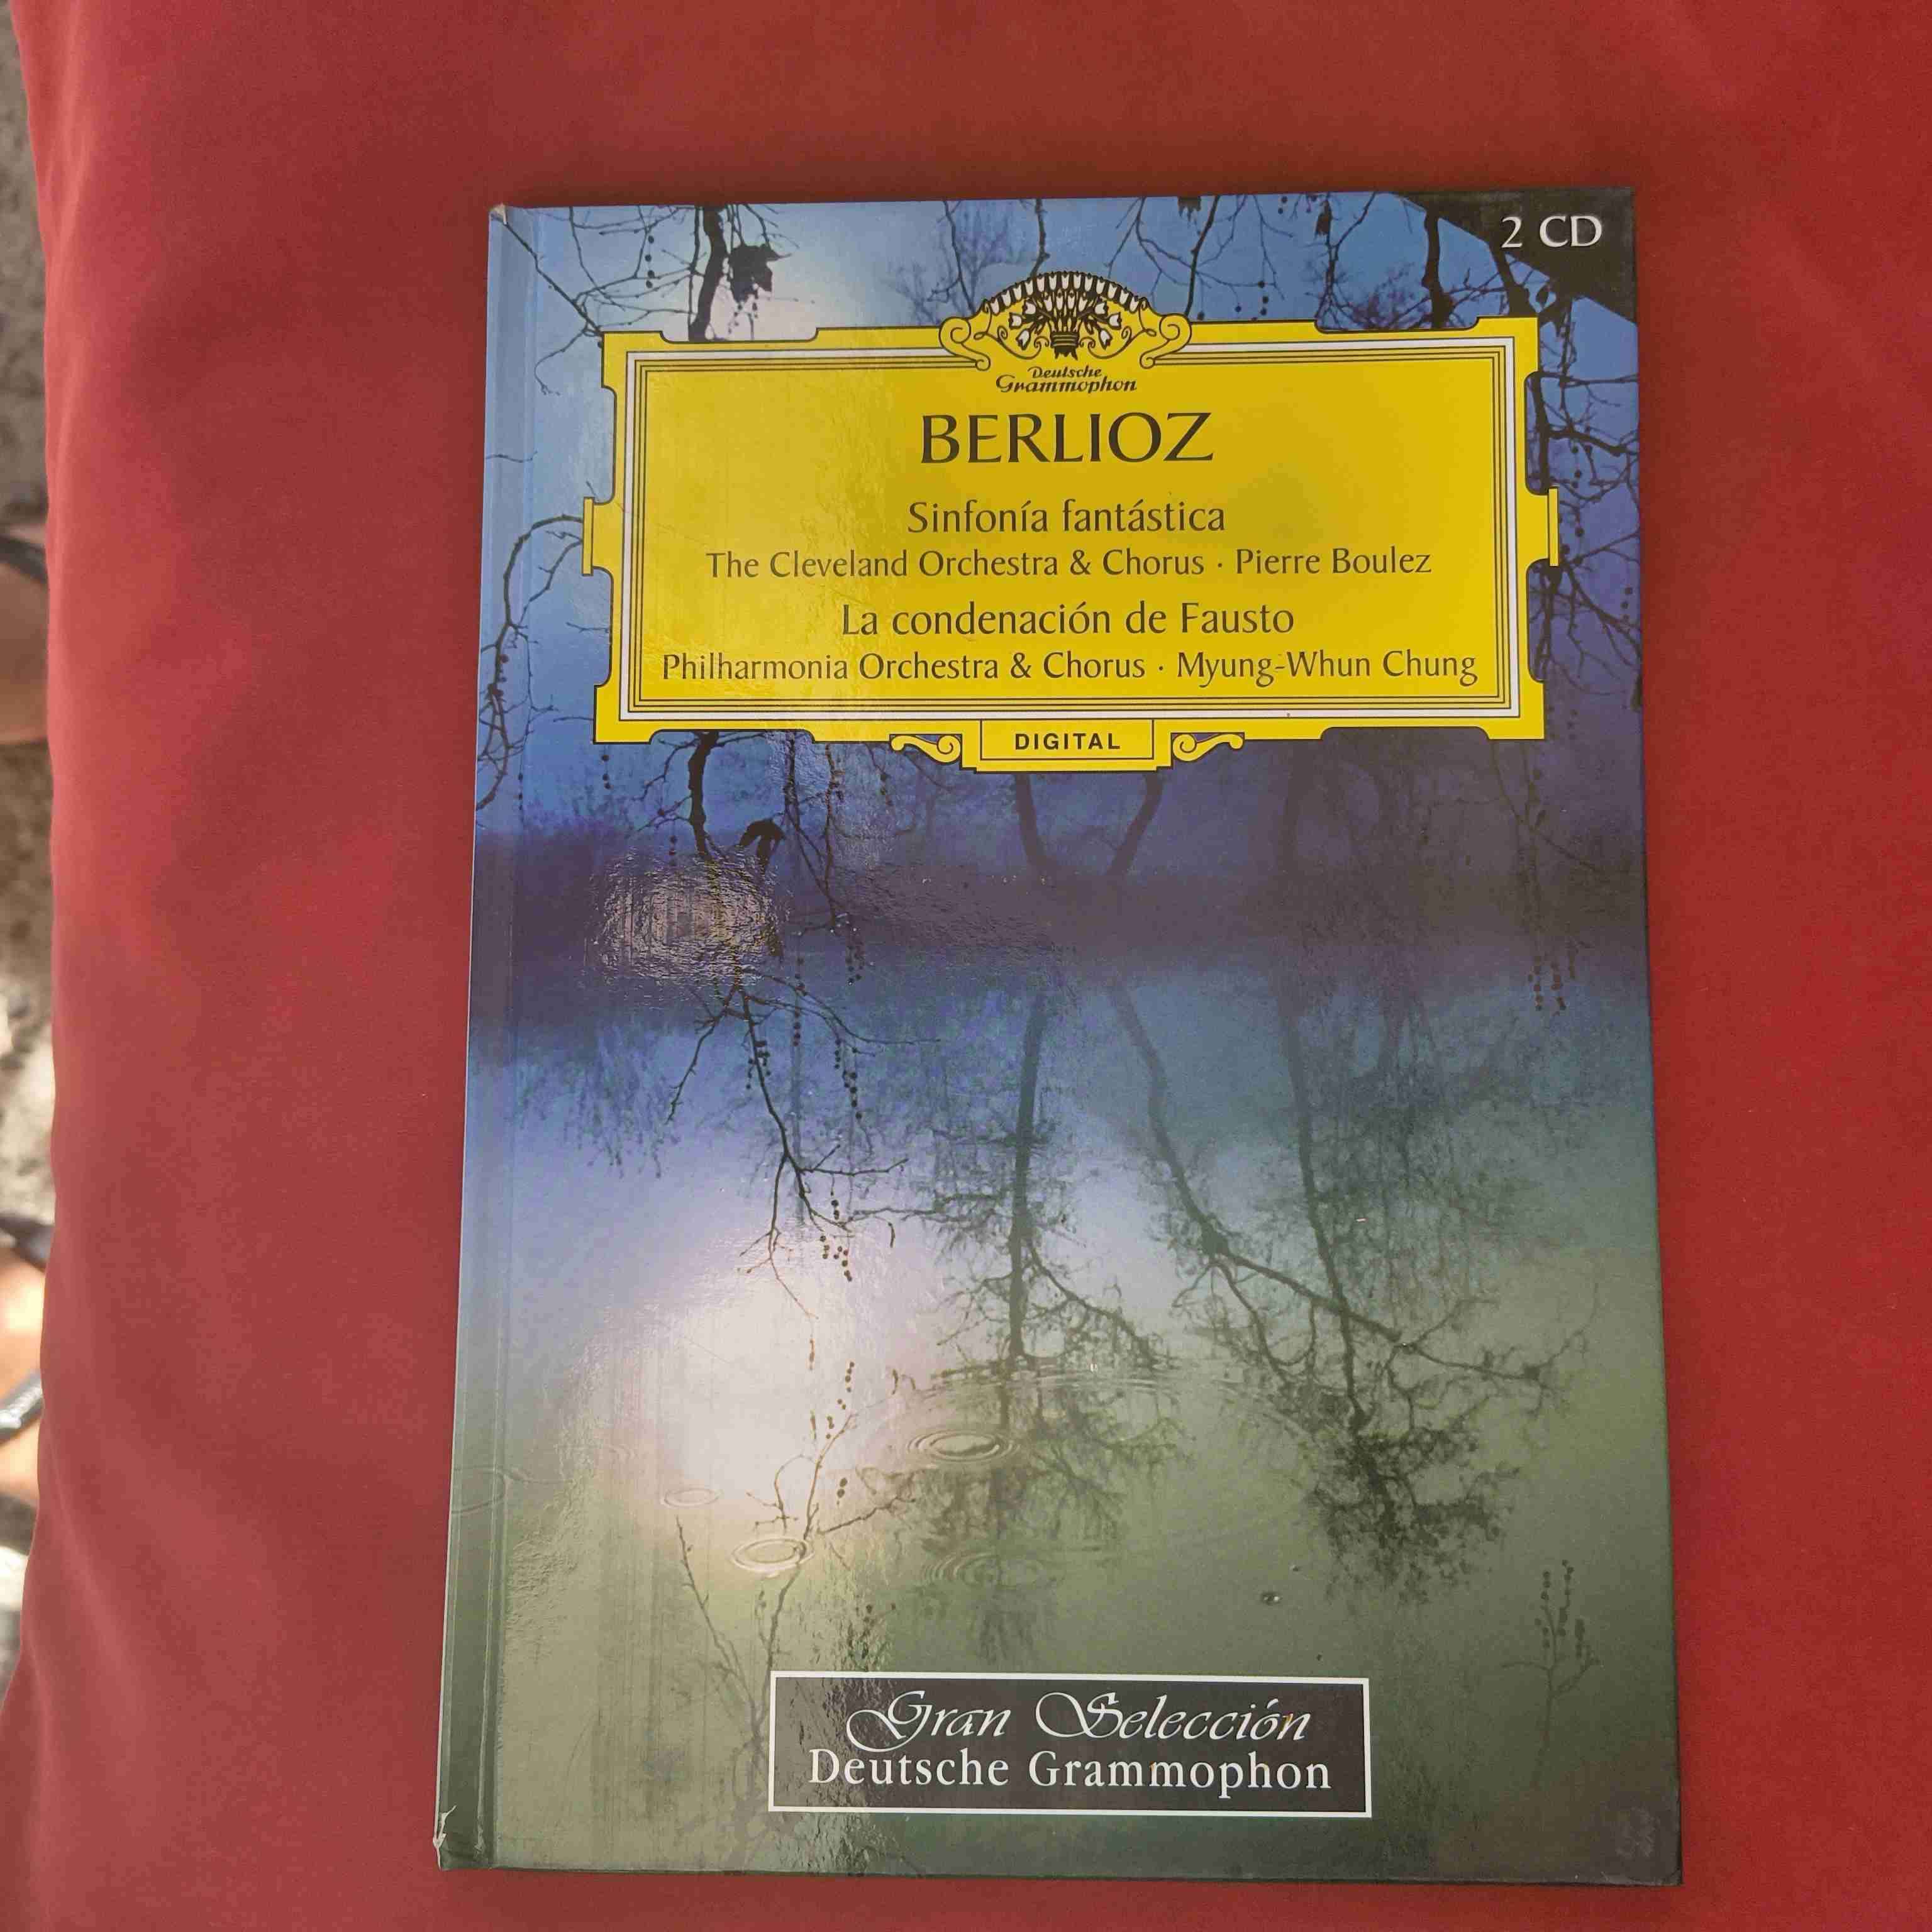 2 CD
Deutsche
Grammophon
BERLIOZ
Sinfonía fantástica
The Cleveland Orchestra & Chorus · Pierre Boulez
La condenación de Fausto
Philharmonia Orchestra & Chorus · Myung-Whun Chung
DIGITAL
Gran Selección
Deutsche Grammophon